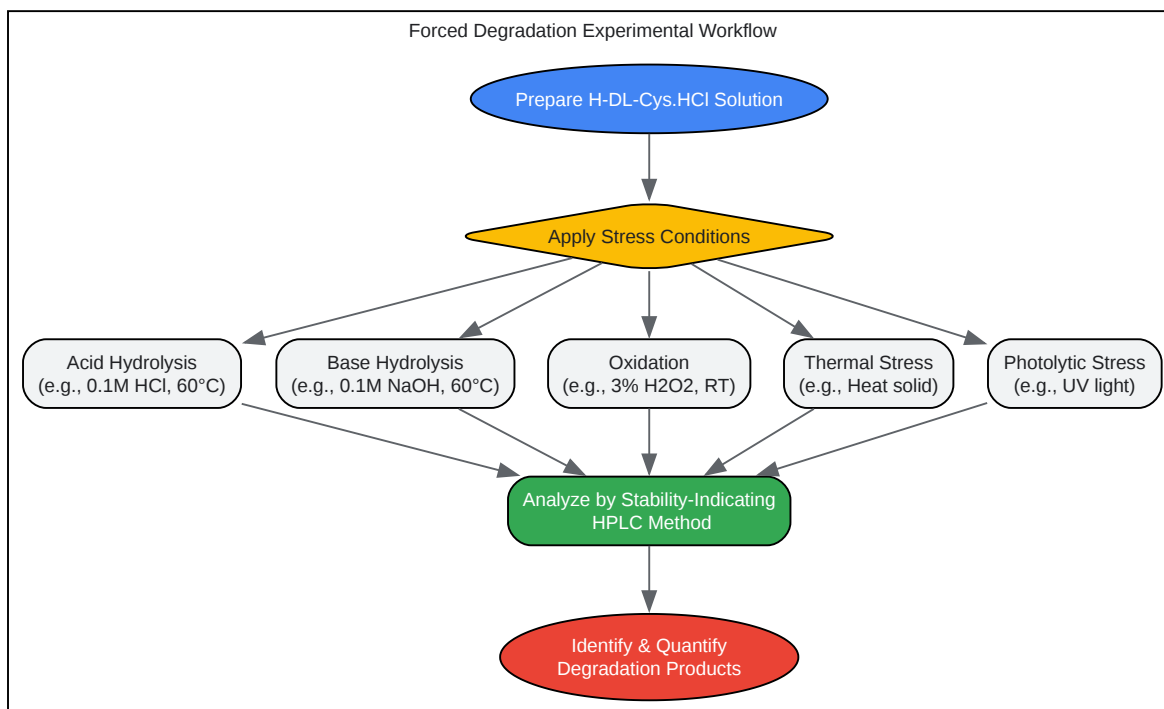 Forced Degradation Experimental Workflow
Prepare H-DL-Cys.HCl Solution
Apply Stress Conditions
Acid Hydrolysis
(e.g., 0.1M HCl, 60°C)
Base Hydrolysis
(e.g., 0.1M NaOH, 60°C)
Oxidation
(e.g., 3% H2O2, RT)
Thermal Stress
(e.g., Heat solid)
Photolytic Stress
(e.g., UV light)
Analyze by Stability-Indicating
HPLC Method
Identify & Quantify
Degradation Products